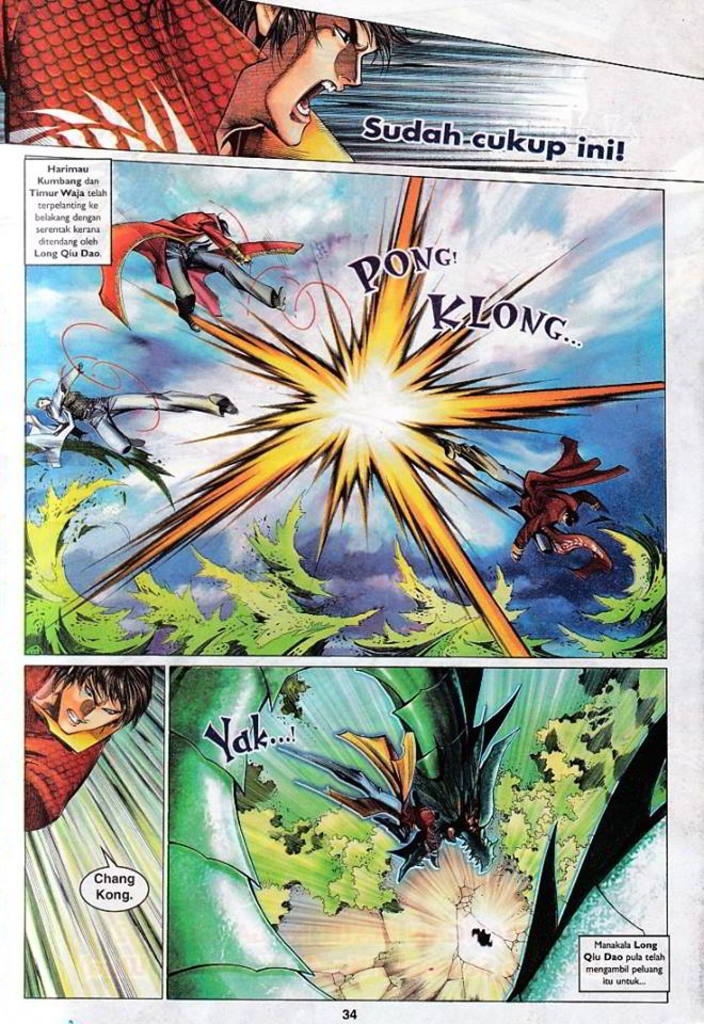 Sudah cukup ini!
Harimau
Kumbang dan
Timur Waja telah
terpelanting ke
belakang dengan
serentak kerana
ditendang oleh
Long Qiu Dao.
PONG!
KLONG...
Yak...!
Chang
Kong.
Manakala Long
Qiu Dao pula telah
mengambil peluang
itu untuk...
34